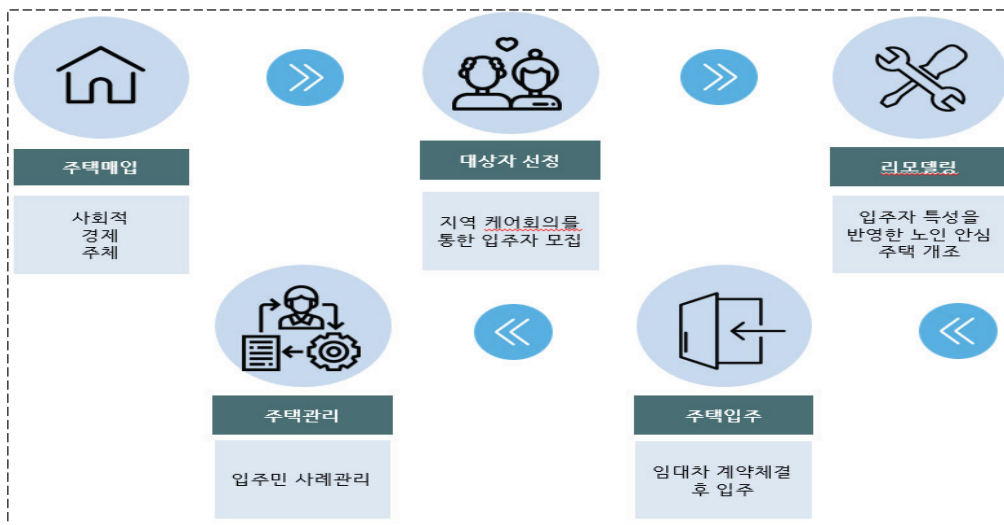 주택매입
사회적
경제
주체
대상자 선정
지역 케어회의를
통한 입주자 모집
리모델링
입주자 특성을
반영한 노인 안심
주택 개조
주택입주
임대차 계약체결
후 입주
주택관리
입주민 사례관리